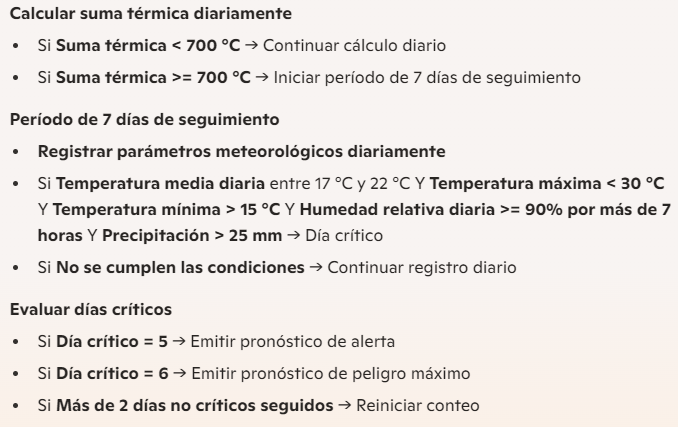 Calcular suma térmica diariamente
• Si Suma térmica < 700 °C → Continuar cálculo diario
• Si Suma térmica >= 700 °C → Iniciar período de 7 días de seguimiento
Período de 7 días de seguimiento
• Registrar parámetros meteorológicos diariamente
• Si Temperatura media diaria entre 17 °C y 22 °C Y Temperatura máxima < 30 °C
Y Temperatura mínima > 15 °C Y Humedad relativa diaria >= 90% por más de 7
horas Y Precipitación > 25 mm → Día crítico
• Si No se cumplen las condiciones → Continuar registro diario
Evaluar días críticos
• Si Día crítico = 5 → Emitir pronóstico de alerta
• Si Día crítico = 6 → Emitir pronóstico de peligro máximo
• Si Más de 2 días no críticos seguidos → Reiniciar conteo